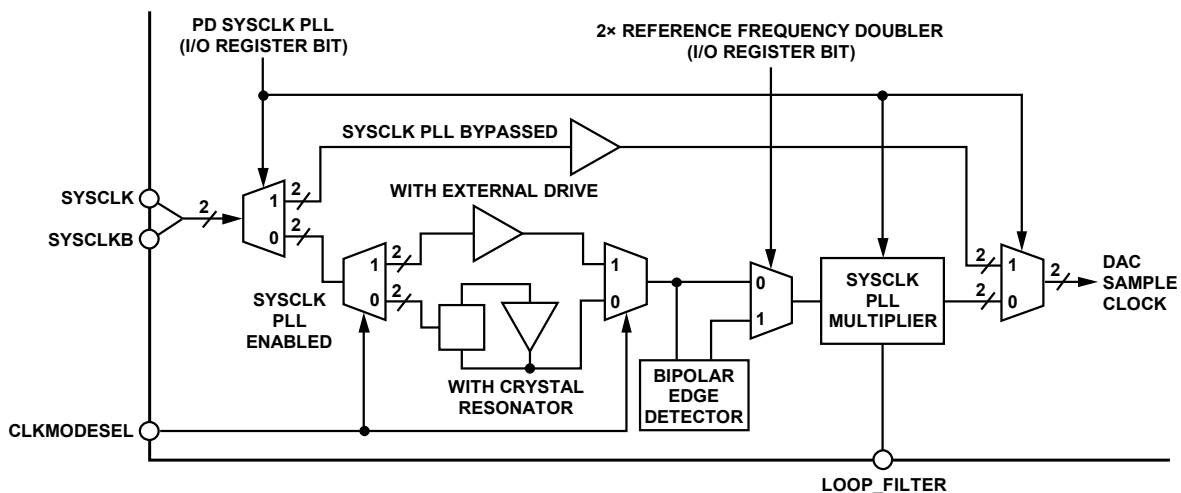 PD SYSCLK PLL
(I/O REGISTER BIT)
2× REFERENCE FREQUENCY DOUBLER
(I/O REGISTER BIT)
SYSCLK PLL BYPASSED
WITH EXTERNAL DRIVE
SYSCLK
SYSCLKB
2
1
0
2
2
SYSCLK
PLL
ENABLED
1
0
2
2
WITH CRYSTAL
RESONATOR
1
0
BIPOLAR
EDGE
DETECTOR
0
1
SYSCLK
PLL
MULTIPLIER
2
2
1
0
2
DAC
SAMPLE
CLOCK
CLKMODESEL
LOOP_FILTER